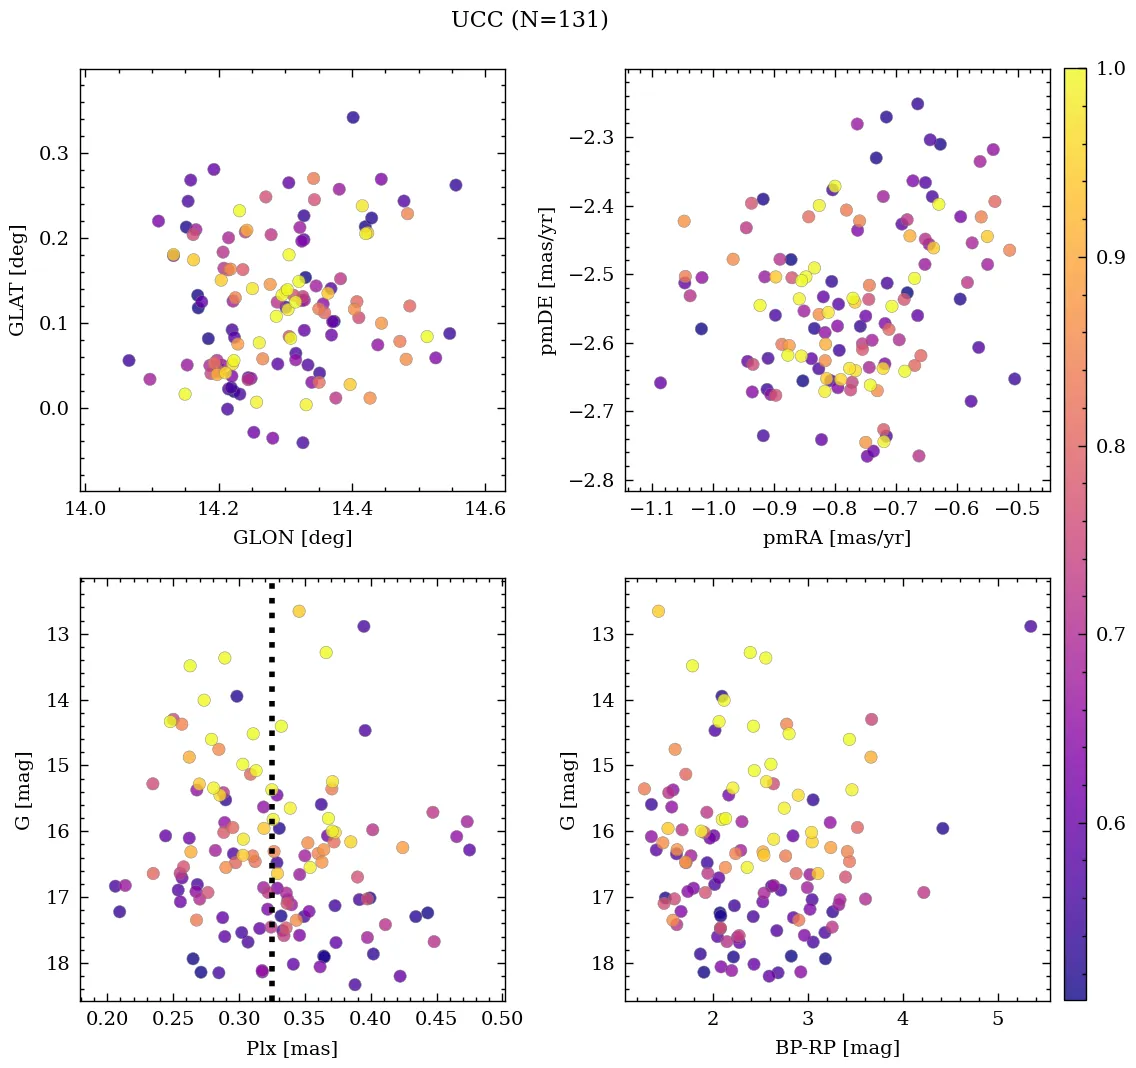 UCC (N=131)
0.3
0.2
0.1
0.0
GLAT [deg]
14.0 14.2 14.4 14.6
GLON [deg]
−2.3
−2.4
−2.5
−2.6
−2.7
−2.8
pmDE [mas/yr]
−1.1 −1.0 −0.9 −0.8 −0.7 −0.6 −0.5
pmRA [mas/yr]
1.0
0.9
0.8
0.7
0.6
13
14
15
16
17
18
G [mag]
0.20 0.25 0.30 0.35 0.40 0.45 0.50
Plx [mas]
13
14
15
16
17
18
G [mag]
2 3 4 5
BP-RP [mag]